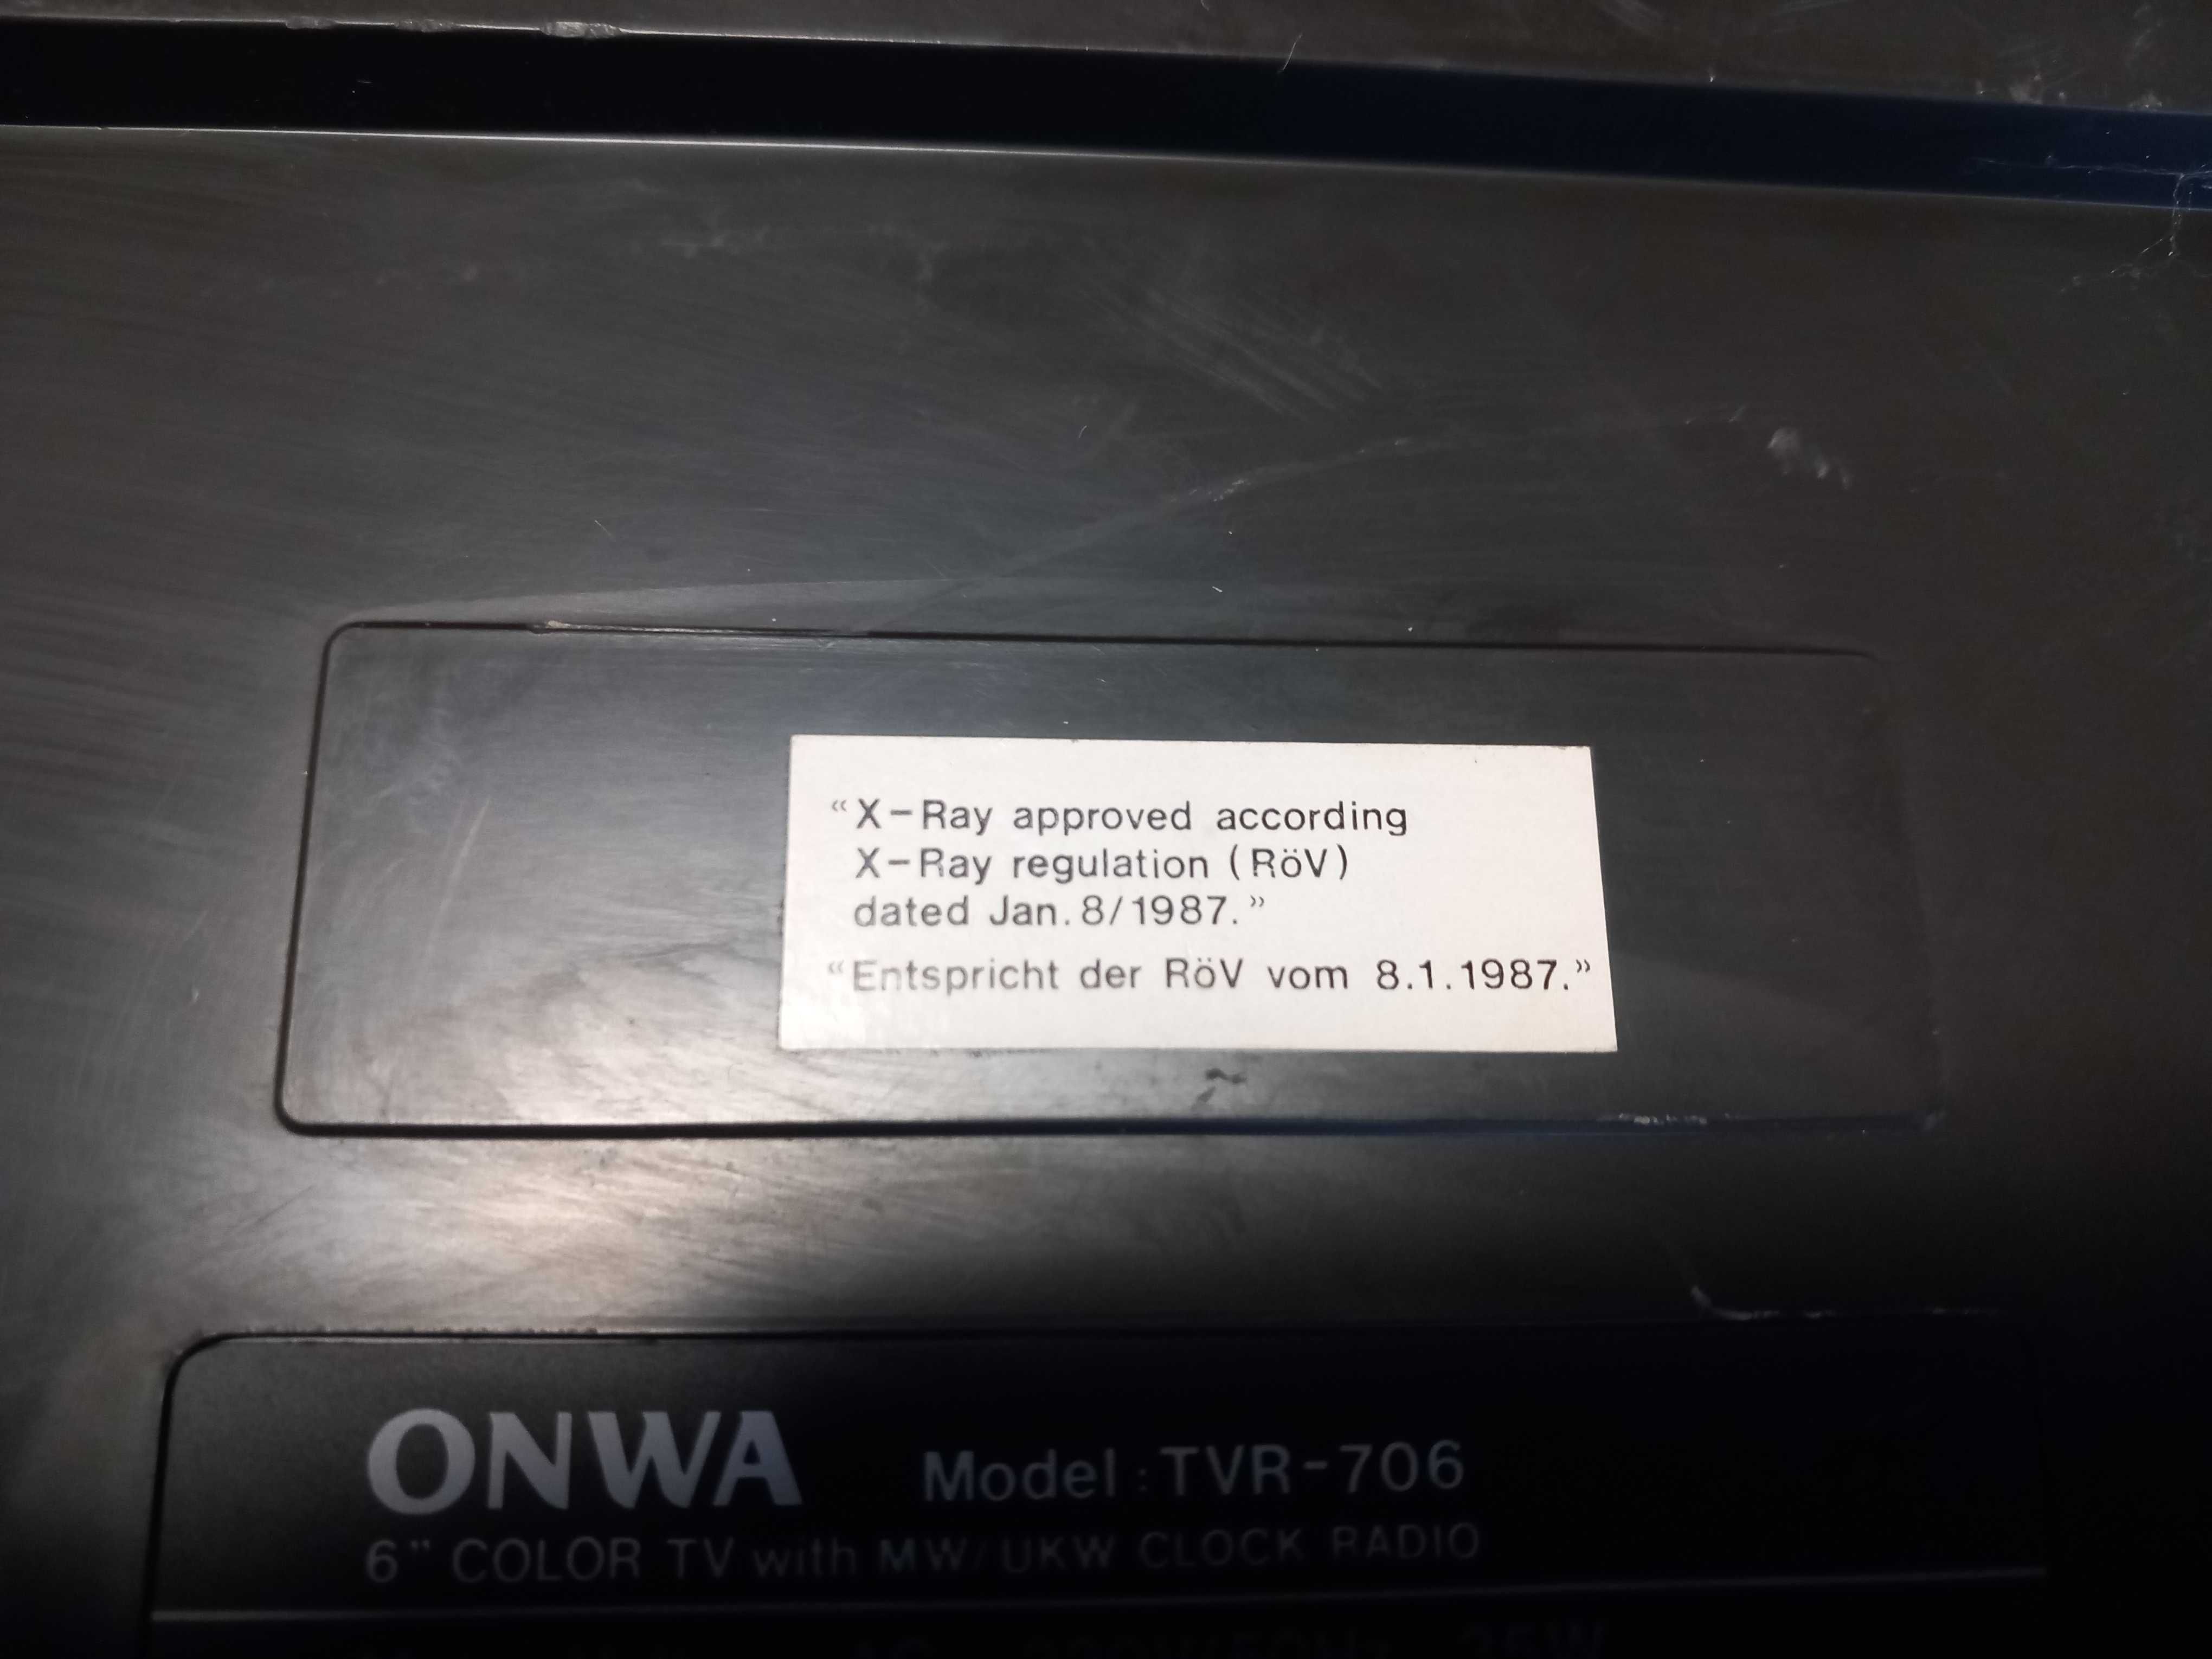 “X-Ray approved according
X-Ray regulation (RöV)
dated Jan. 8/1987.”
“Entspricht der RöV vom 8.1.1987.”
ONWA Model : TVR-706
6" COLOR TV with MW/UKW CLOCK RADIO